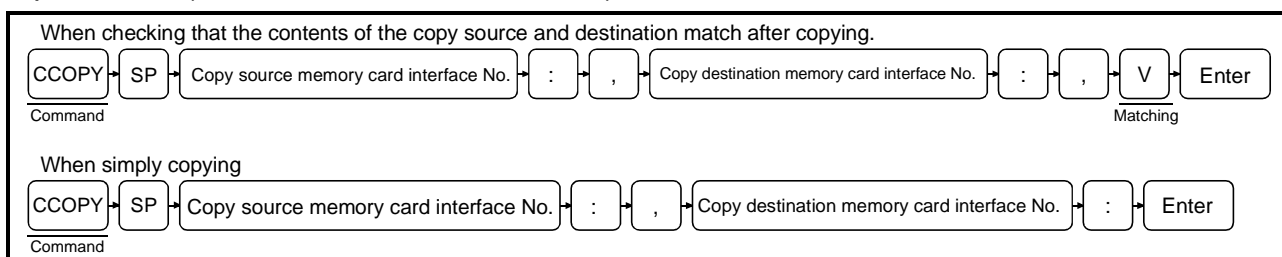 When checking that the contents of the copy source and destination match after copying.
CCOPY SP Copy source memory card interface No. : , Copy destination memory card interface No. : , V Enter
Command Matching
When simply copying
CCOPY SP Copy source memory card interface No. : , Copy destination memory card interface No. : Enter
Command